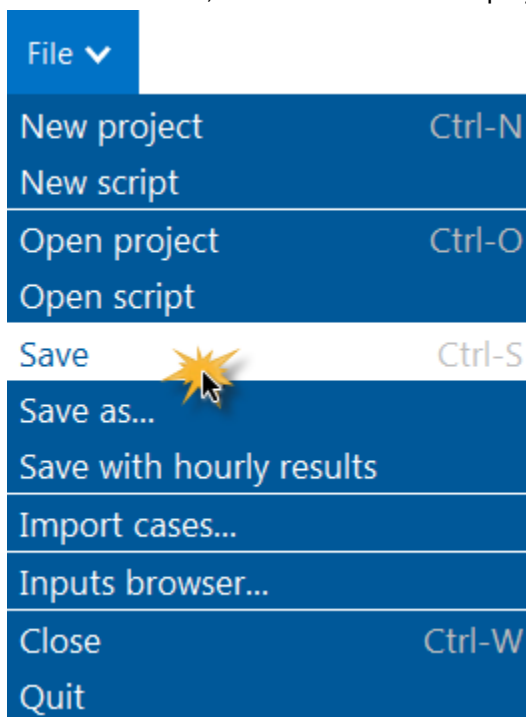 File
New project Ctrl-N
New script
Open project Ctrl-O
Open script
Save Ctrl-S
Save as...
Save with hourly results
Import cases...
Inputs browser...
Close Ctrl-W
Quit